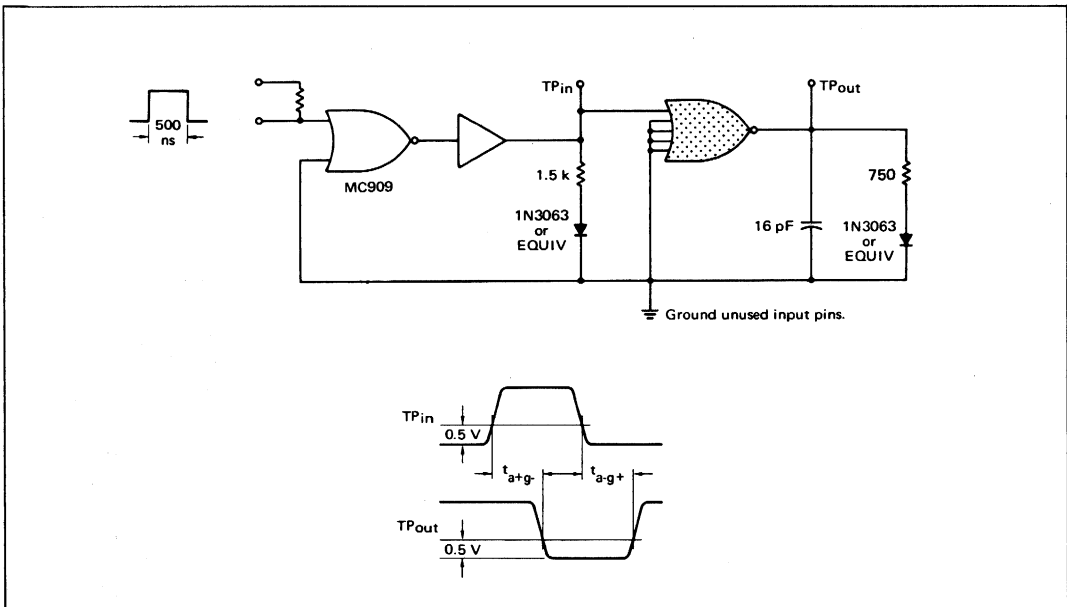 500
ns
MC909
TPin
1.5 k
1N3063
or
EQUIV
TPout
750
16 pF
1N3063
or
EQUIV
Ground unused input pins.
TPin
0.5 V
ta+g-
ta-g+
TPout
0.5 V